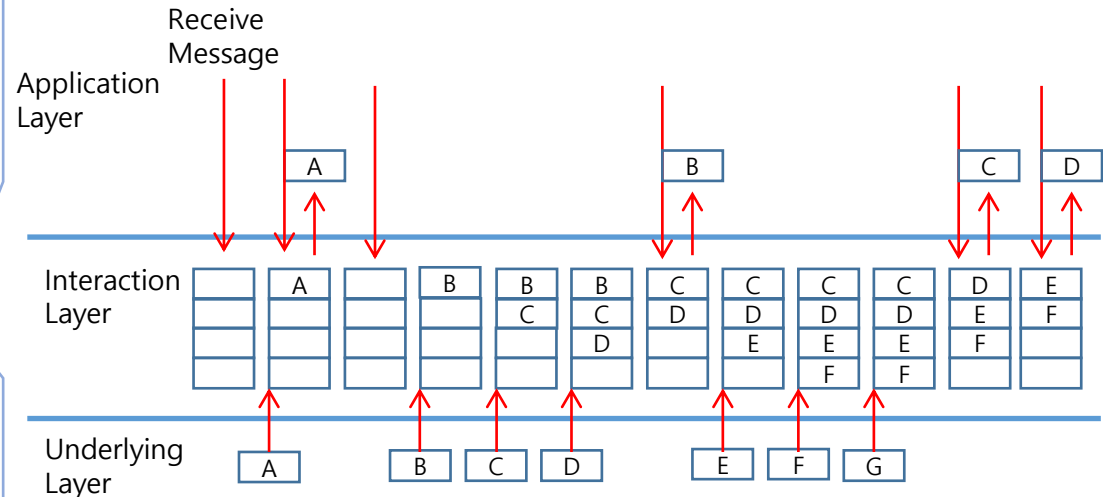 Receive
Message
Application
Layer
A B C D
Interaction
Layer
A B B B C C C C D E
C C D D D D E F
D E E E F
F F
Underlying
Layer
A B C D E F G